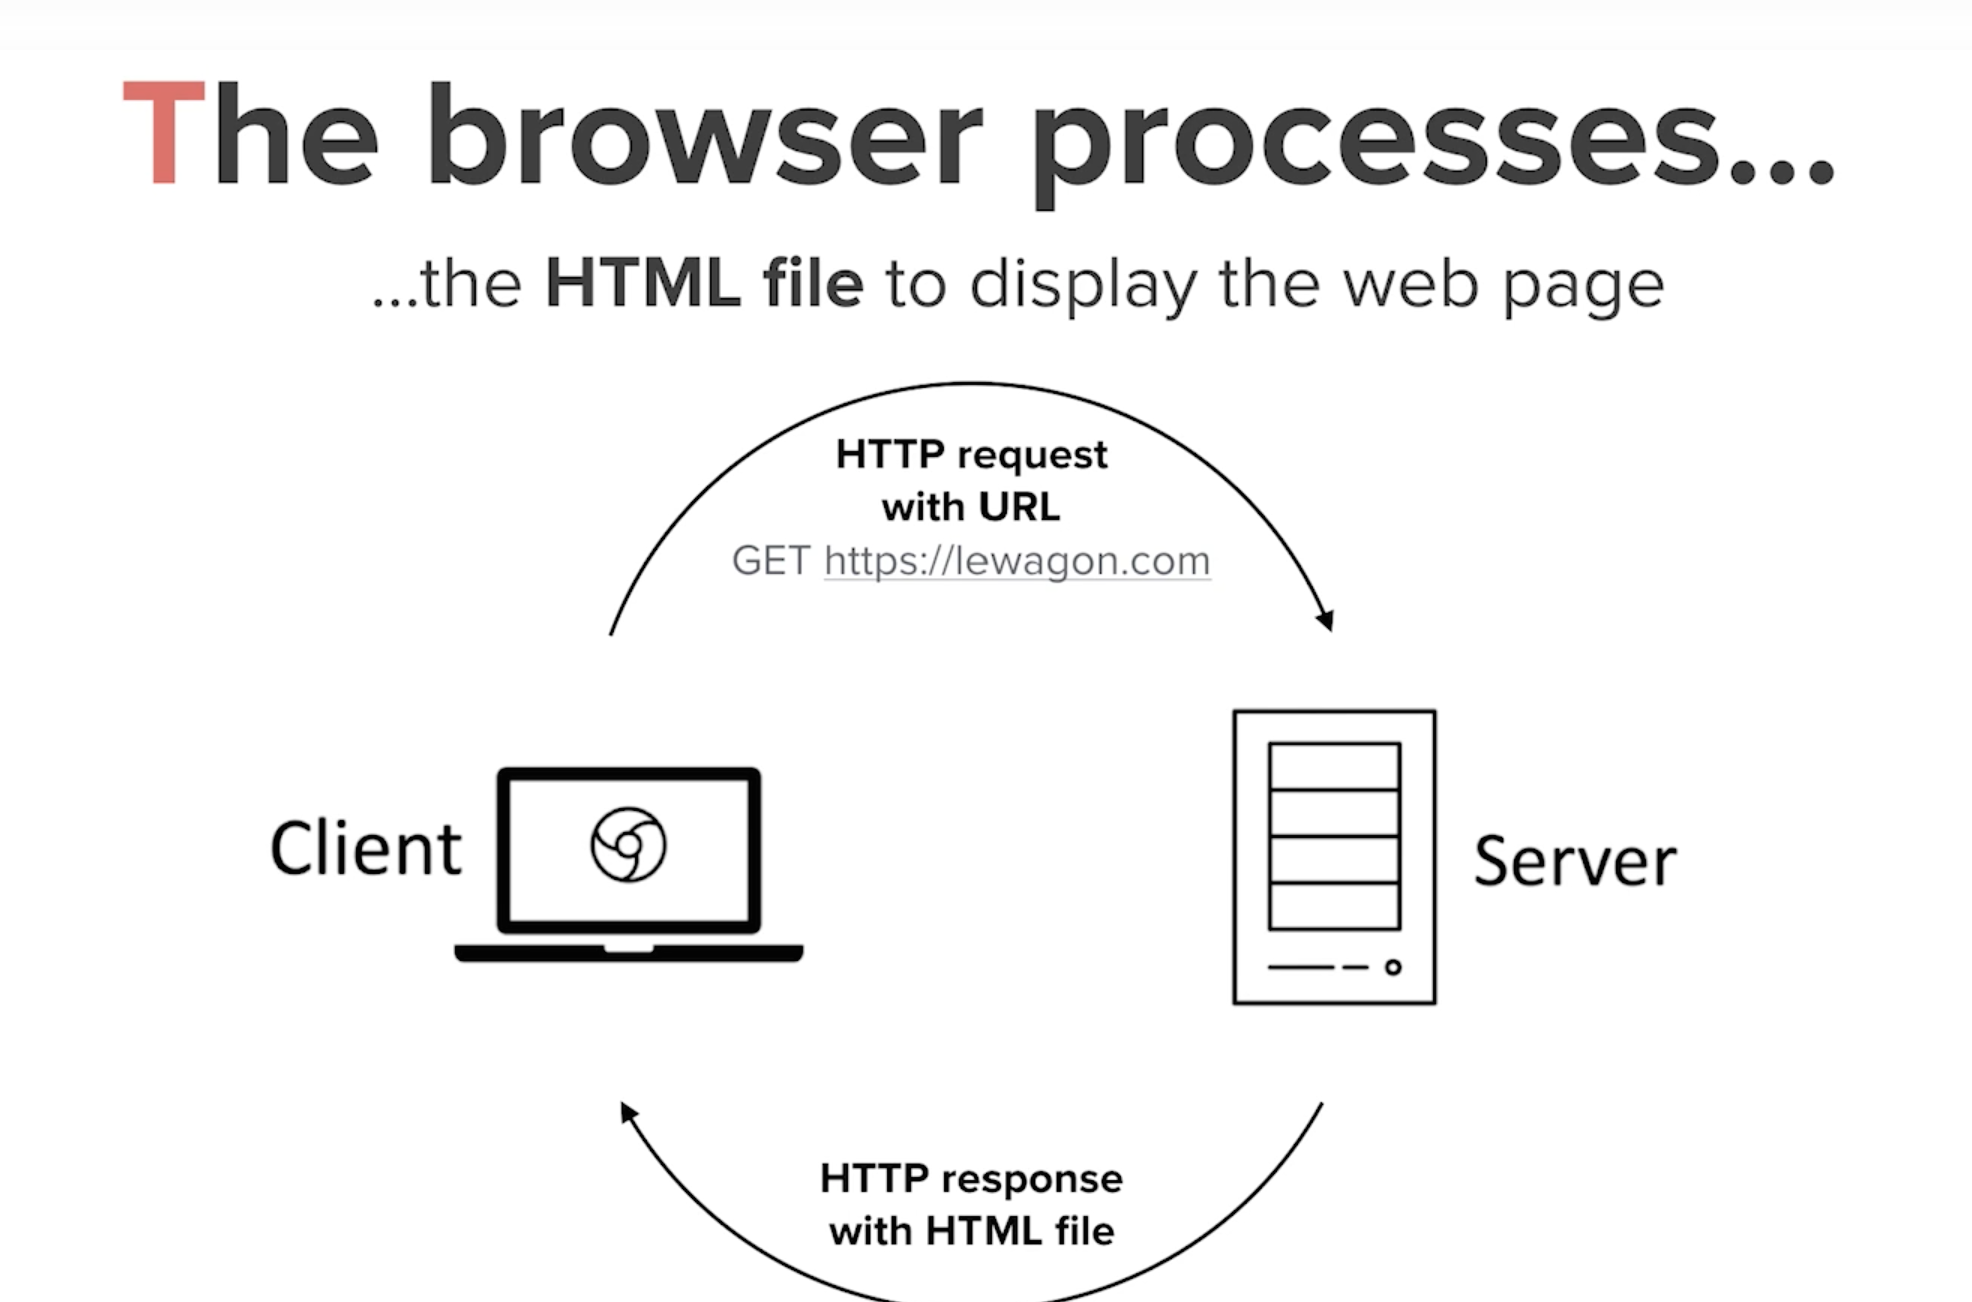 The browser processes...
...the HTML file to display the web page
HTTP request
with URL
GET https://lewagon.com
Client
Server
HTTP response
with HTML file